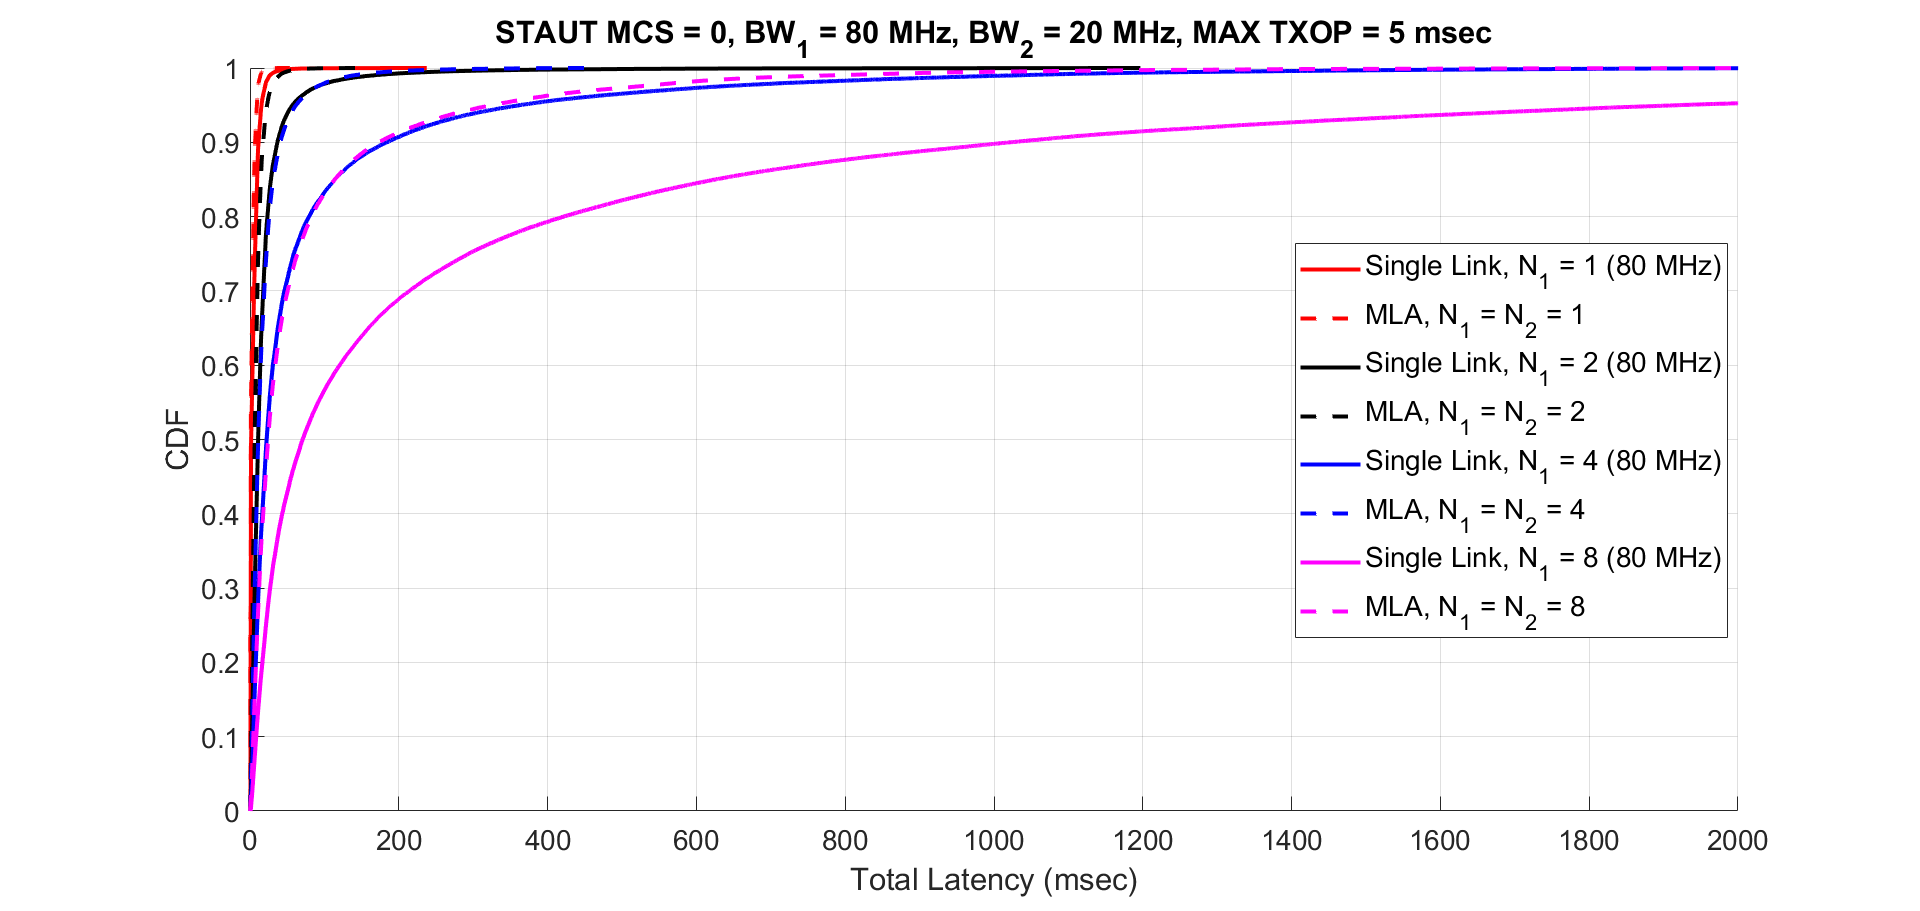 STAUT MCS = 0, BW1 = 80 MHz, BW2 = 20 MHz, MAX TXOP = 5 msec
1
0.9
0.8
0.7
0.6
0.5
0.4
0.3
0.2
0.1
0
CDF
Single Link, N1 = 1 (80 MHz)
MLA, N1 = N2 = 1
Single Link, N1 = 2 (80 MHz)
MLA, N1 = N2 = 2
Single Link, N1 = 4 (80 MHz)
MLA, N1 = N2 = 4
Single Link, N1 = 8 (80 MHz)
MLA, N1 = N2 = 8
0 200 400 600 800 1000 1200 1400 1600 1800 2000
Total Latency (msec)